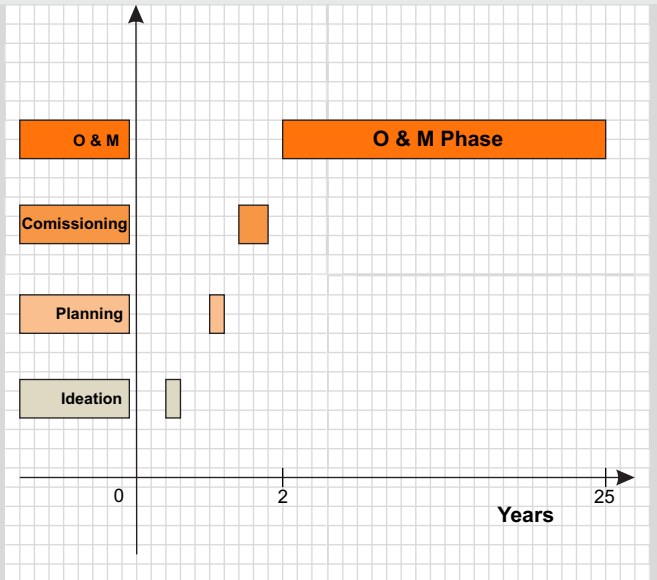 O & M
O & M Phase
Comissioning
Planning
Ideation
0
2
25
Years